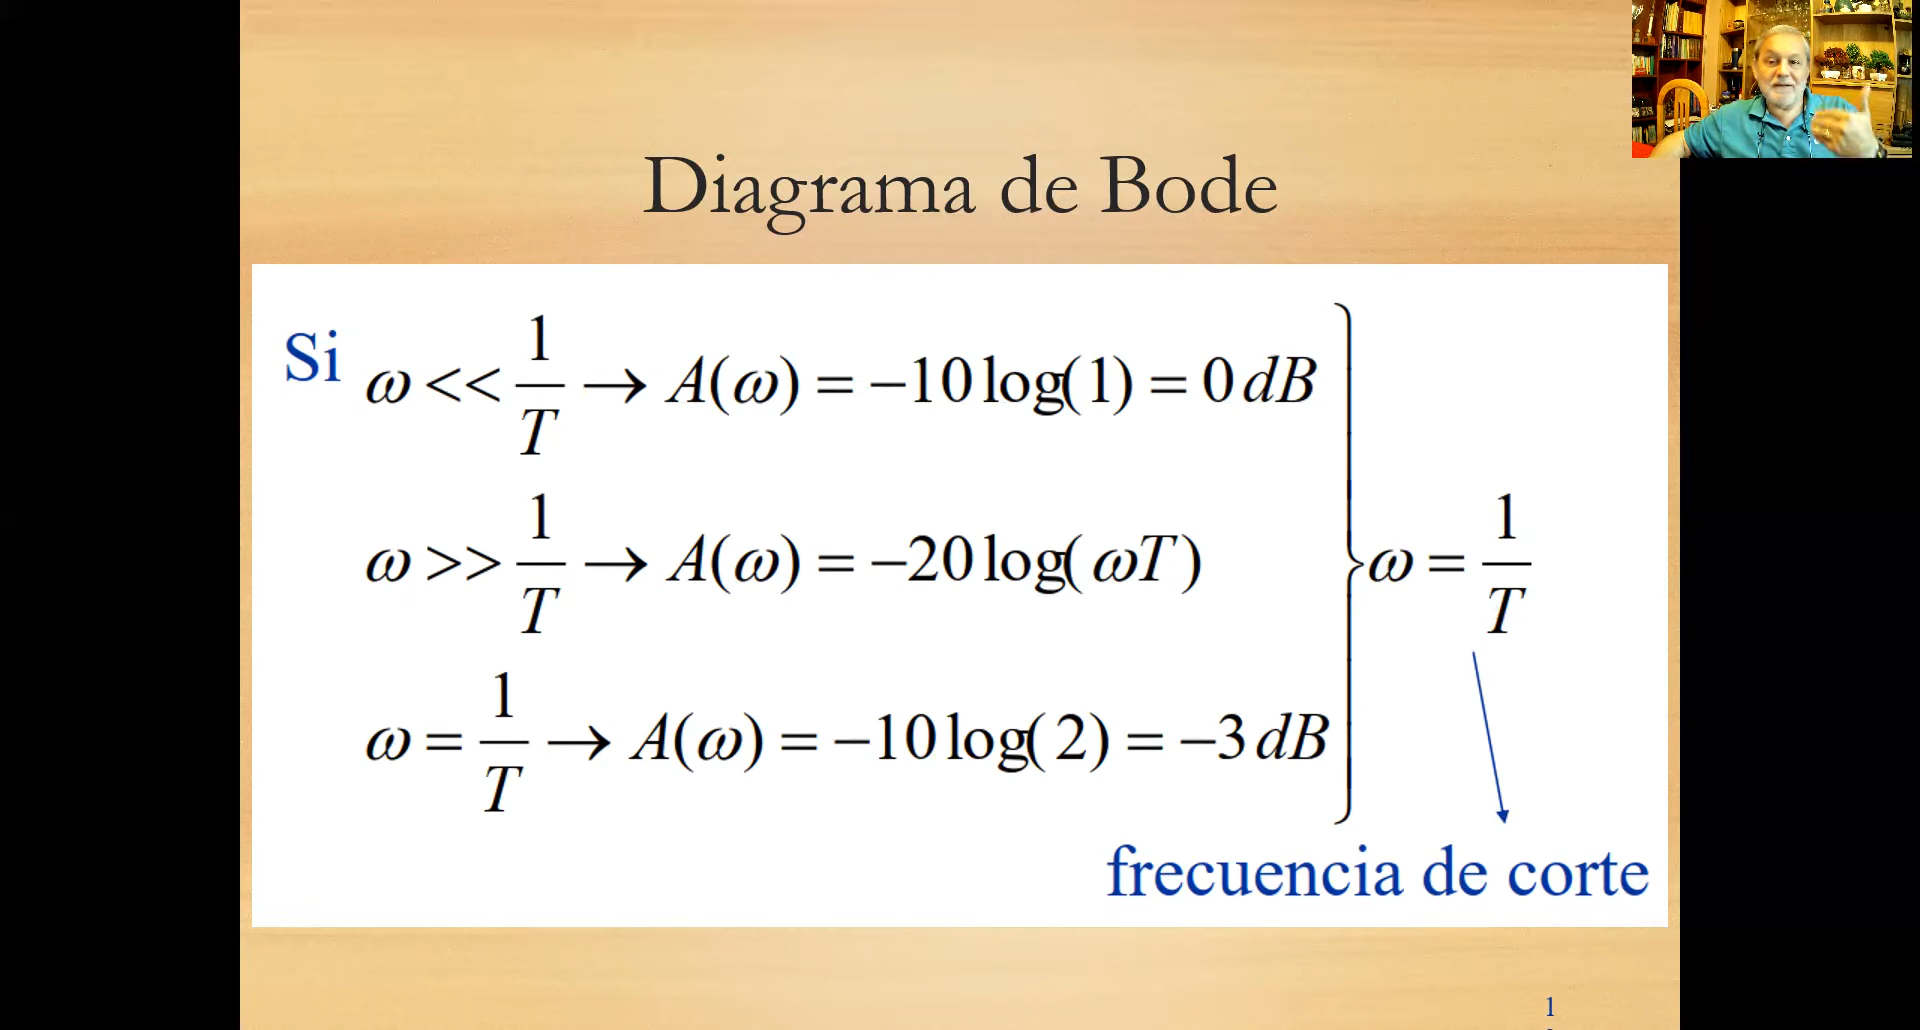 Diagrama de Bode
Si ω << 1/T → A(ω) = −10 log(1) = 0 dB
ω >> 1/T → A(ω) = −20 log(ωT)
ω = 1/T → A(ω) = −10 log(2) = −3 dB
ω = 1/T
frecuencia de corte
1